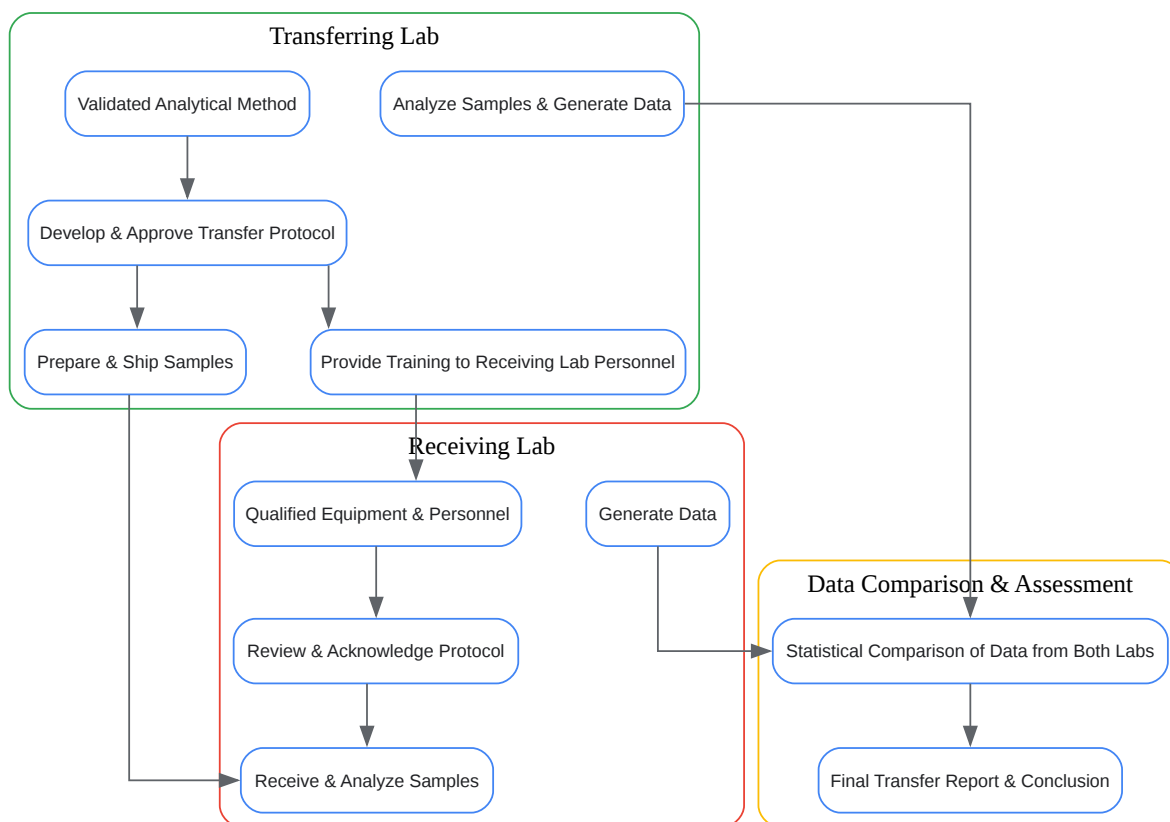 Transferring Lab
Validated Analytical Method
Analyze Samples & Generate Data
Develop & Approve Transfer Protocol
Prepare & Ship Samples
Provide Training to Receiving Lab Personnel
Receiving Lab
Qualified Equipment & Personnel
Generate Data
Data Comparison & Assessment
Review & Acknowledge Protocol
Statistical Comparison of Data from Both Labs
Receive & Analyze Samples
Final Transfer Report & Conclusion